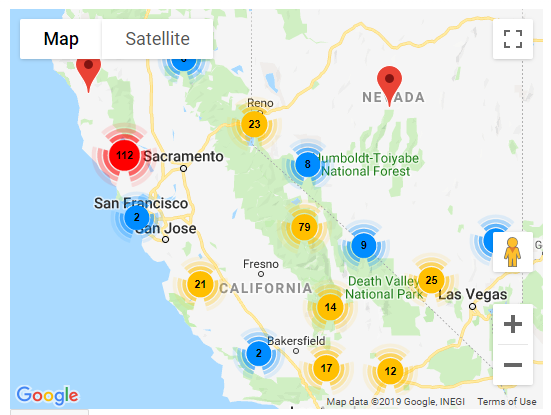 Map
Satellite
Reno
NEVADA
23
112
Sacramento
8
Humboldt-Toiyabe
National Forest
San Francisco
2
San Jose
79
9
Fresno
21
CALIFORNIA
Death Valley
National Park
25
Las Vegas
14
Bakersfield
2
17
12
Google
Map data ©2019 Google, INEGI
Terms of Use